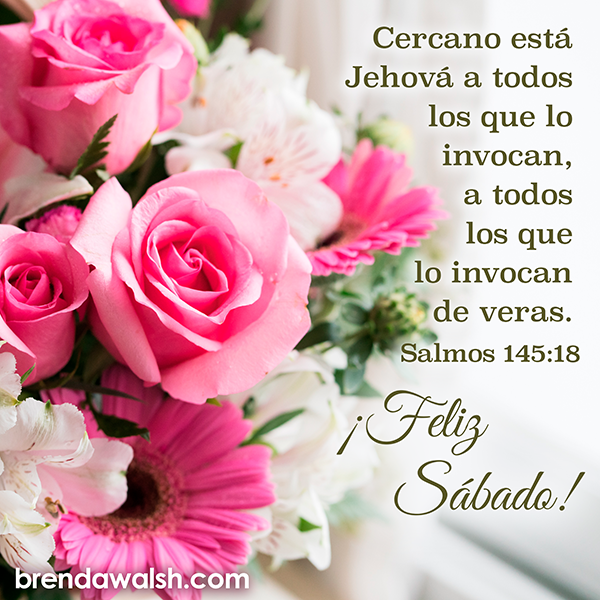 Cercano está
Jehová a todos
los que lo
invocan,
a todos
los que
lo invocan
de veras.
Salmos 145:18
¡Feliz
Sábado!
brendawalsh.com